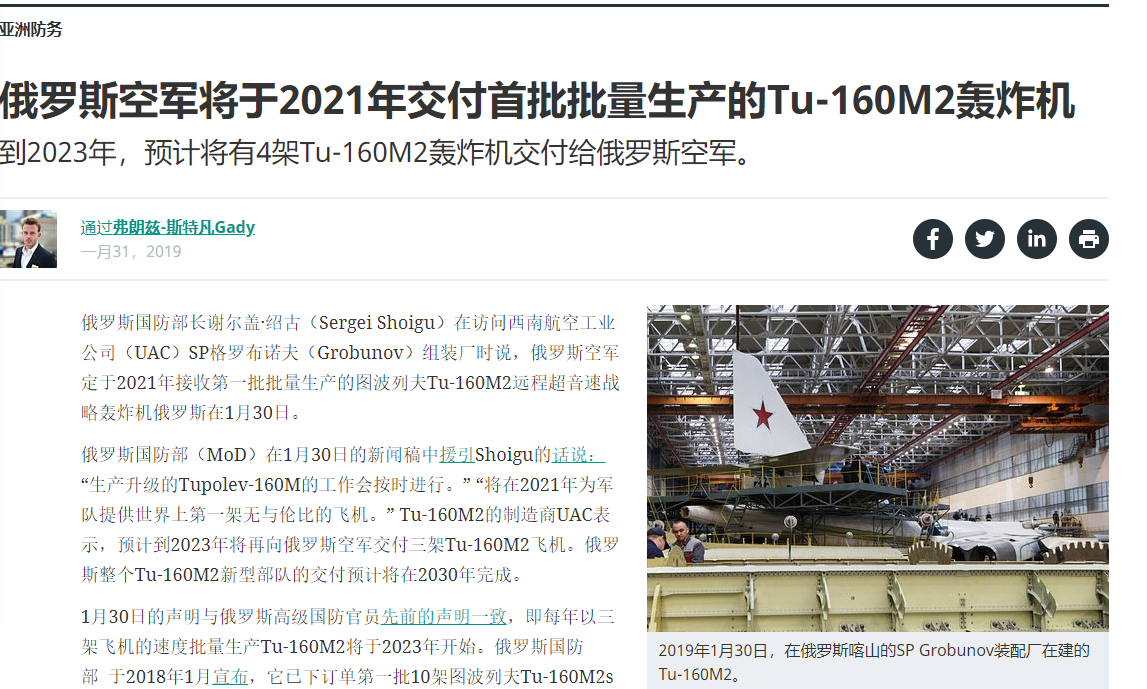 亚洲防务
俄罗斯空军将于2021年交付首批批量生产的Tu-160M2轰炸机
到2023年，预计将有4架Tu-160M2轰炸机交付给俄罗斯空军。
通过弗朗兹-斯特凡Gady
一月31，2019
俄罗斯国防部长谢尔盖·绍古（Sergei Shoigu）在访问西南航空工业
公司（UAC）SP格罗布诺夫（Grobunov）组装厂时说，俄罗斯空军
定于2021年接收第一批批量生产的图波列夫Tu-160M2远程超音速战
略轰炸机俄罗斯在1月30日。
俄罗斯国防部（MoD）在1月30日的新闻稿中援引Shoigu的话说：
“生产升级的Tupolev-160M的工作会按时进行。” “将在2021年为军
队提供世界上第一架无与伦比的飞机。” Tu-160M2的制造商UAC表
示，预计到2023年将再向俄罗斯空军交付三架Tu-160M2飞机。俄罗
斯整个Tu-160M2新型部队的交付预计将在2030年完成。
1月30日的声明与俄罗斯高级国防官员先前的声明一致，即每年以三
架飞机的速度批量生产Tu-160M2将于2023年开始。俄罗斯国防
部 于2018年1月宣布，它已下订单第一批10架图波列夫Tu-160M2s
2019年1月30日，在俄罗斯喀山的SP Grobunov装配厂在建的
Tu-160M2。